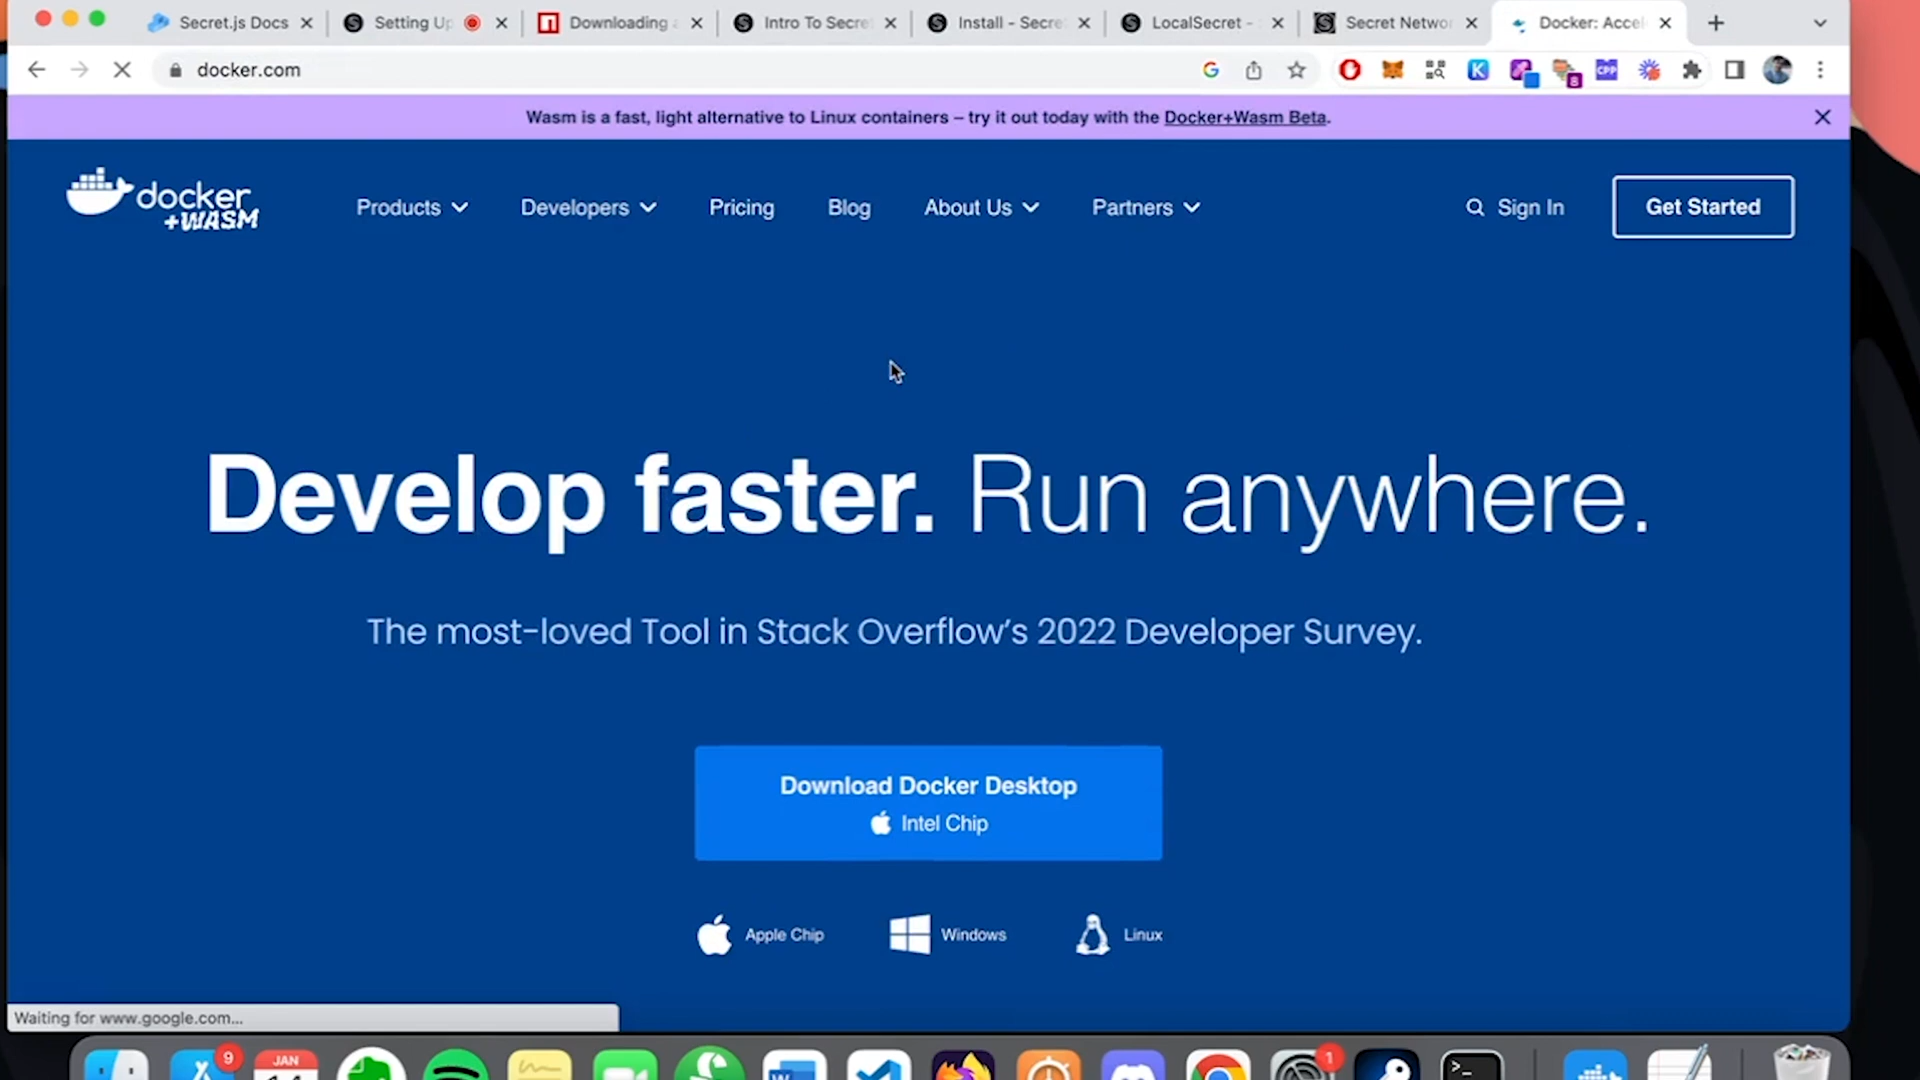 Secret.js Docs
Setting Up
Downloading
Intro To Secre
Install - Secre
LocalSecret -
Secret Networ
Docker: Accel
docker.com
8
CPP
Wasm is a fast, light alternative to Linux containers – try it out today with the Docker+Wasm Beta.
docker
+WASM
Products
Developers
Pricing
Blog
About Us
Partners
Sign In
Get Started
Develop faster. Run anywhere.
The most-loved Tool in Stack Overflow's 2022 Developer Survey.
Download Docker Desktop
Intel Chip
Apple Chip
Windows
Linux
Waiting for www.google.com...
9
JAN
1